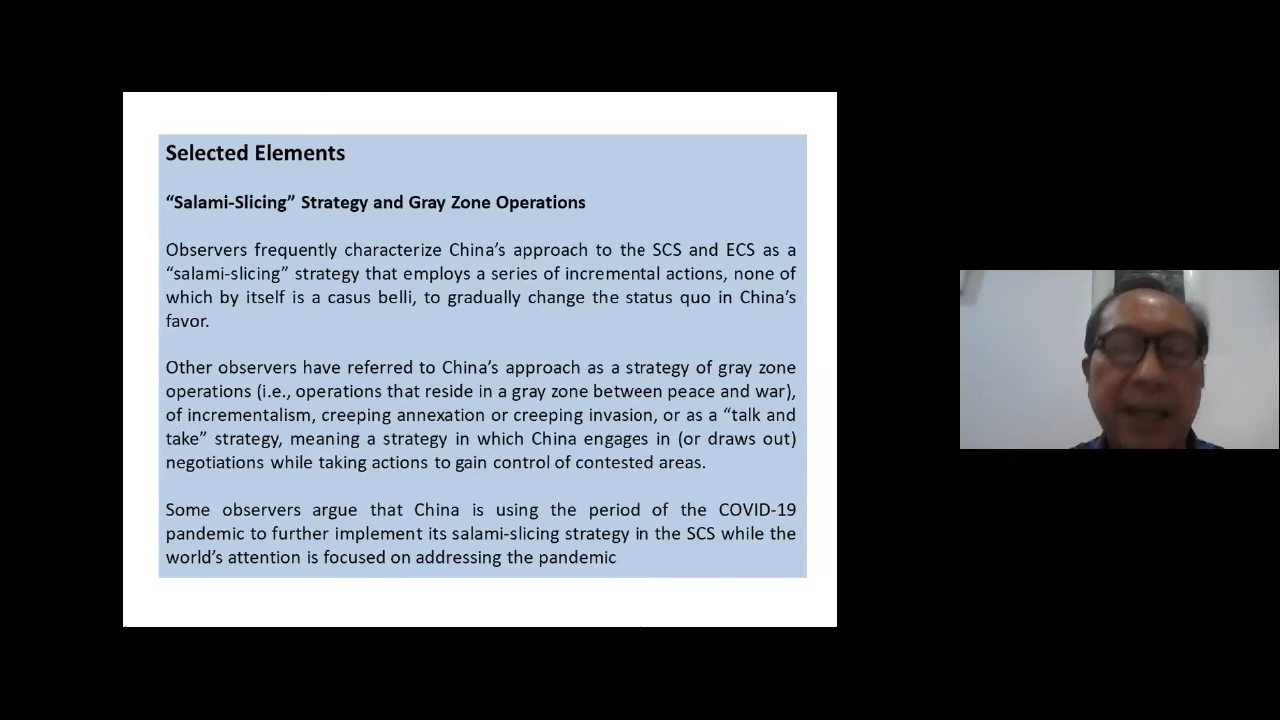 Selected Elements
“Salami-Slicing” Strategy and Gray Zone Operations
Observers frequently characterize China’s approach to the SCS and ECS as a
“salami-slicing” strategy that employs a series of incremental actions, none of
which by itself is a casus belli, to gradually change the status quo in China’s
favor.
Other observers have referred to China’s approach as a strategy of gray zone
operations (i.e., operations that reside in a gray zone between peace and war),
of incrementalism, creeping annexation or creeping invasion, or as a “talk and
take” strategy, meaning a strategy in which China engages in (or draws out)
negotiations while taking actions to gain control of contested areas.
Some observers argue that China is using the period of the COVID-19
pandemic to further implement its salami-slicing strategy in the SCS while the
world’s attention is focused on addressing the pandemic